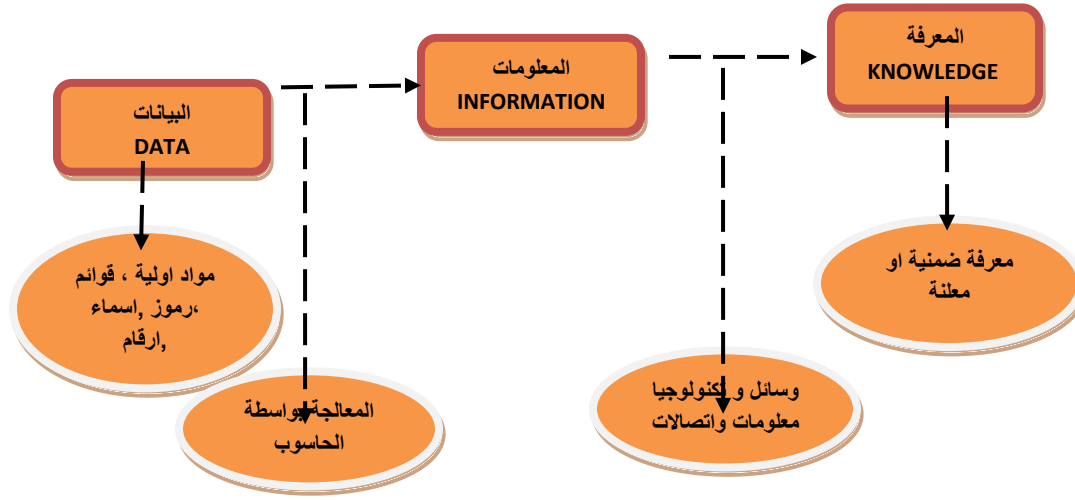 البيانات
DATA
المعلومات
INFORMATION
المعرفة
KNOWLEDGE
مواد اولية ، قوائم
،رموز ,اسماء
,ارقام
المعالجة بواسطة
الحاسوب
وسائل و تكنولوجيا
معلومات واتصالات
معرفة ضمنية او
معلنة